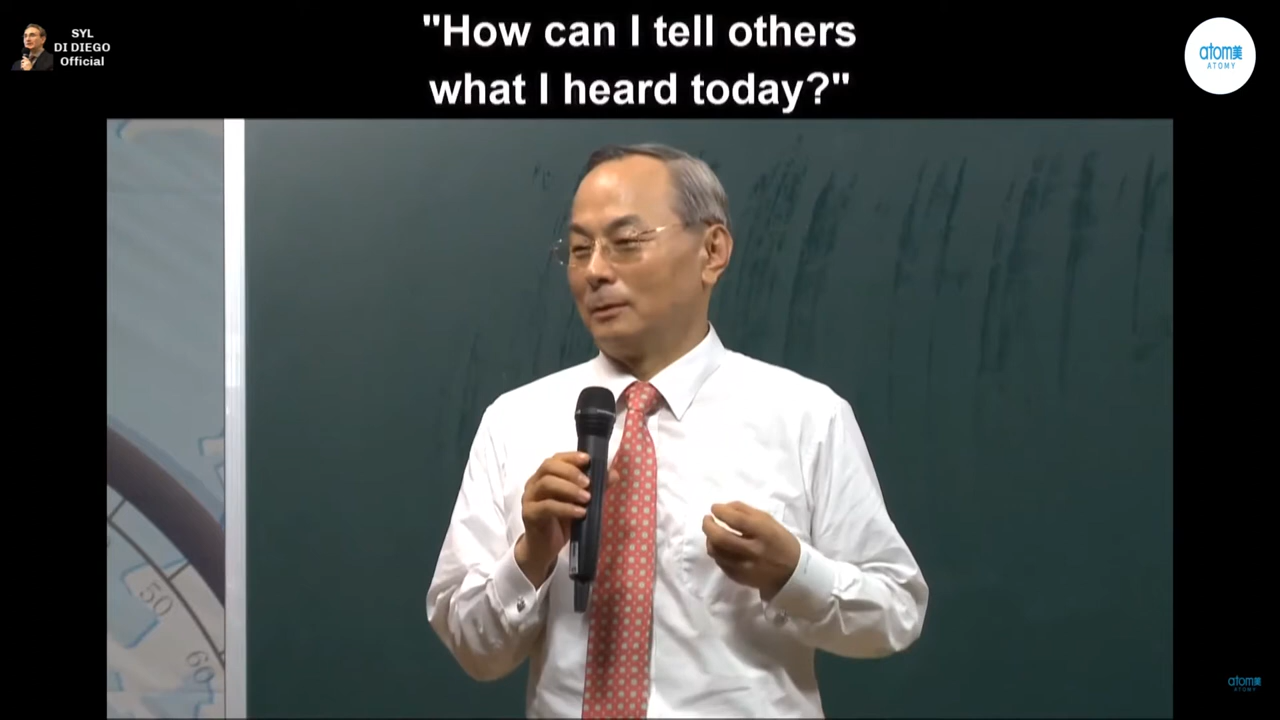 SYL
DI DIEGO
Official
"How can I tell others
what I heard today?"
atom美
ATOMY
50
60
atom美
ATOMY